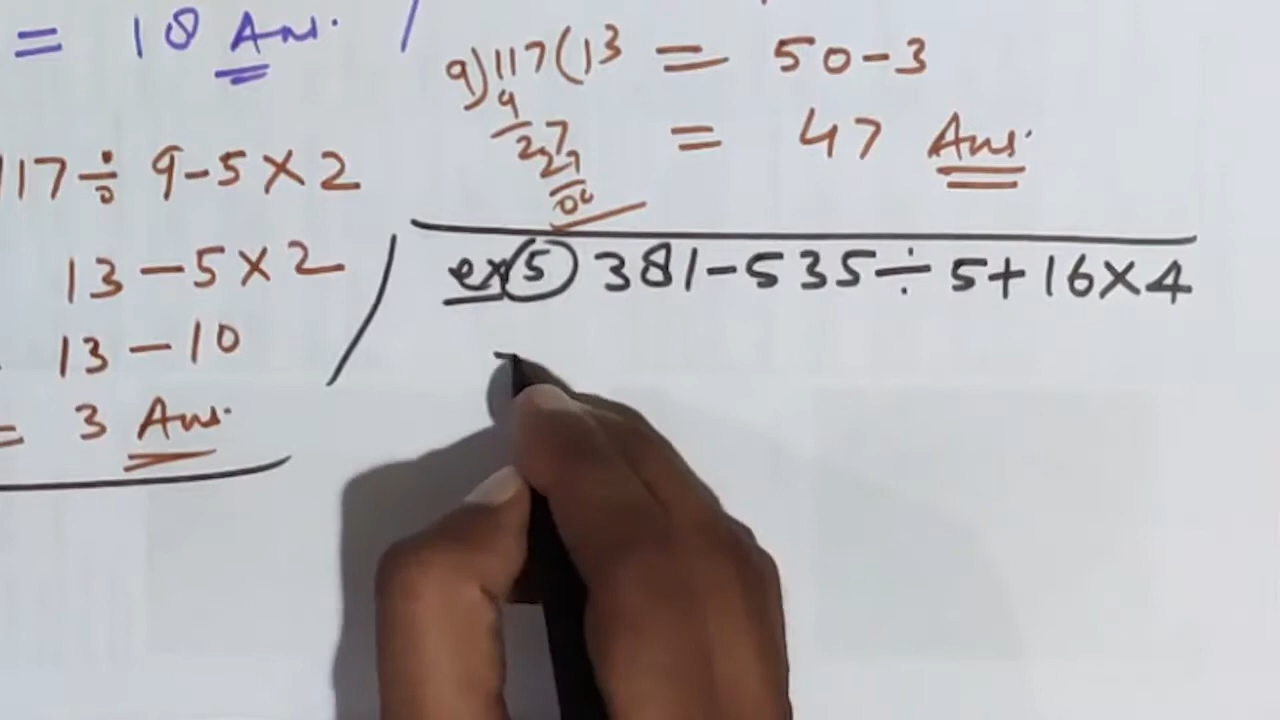 = 18 Ans.
117 ÷ 9 - 5 × 2
13 - 5 × 2
13 - 10
= 3 Ans.
9)117(13 = 50 - 3
9
27 = 47 Ans.
27
00
ex 5 381 - 535 ÷ 5 + 16 × 4